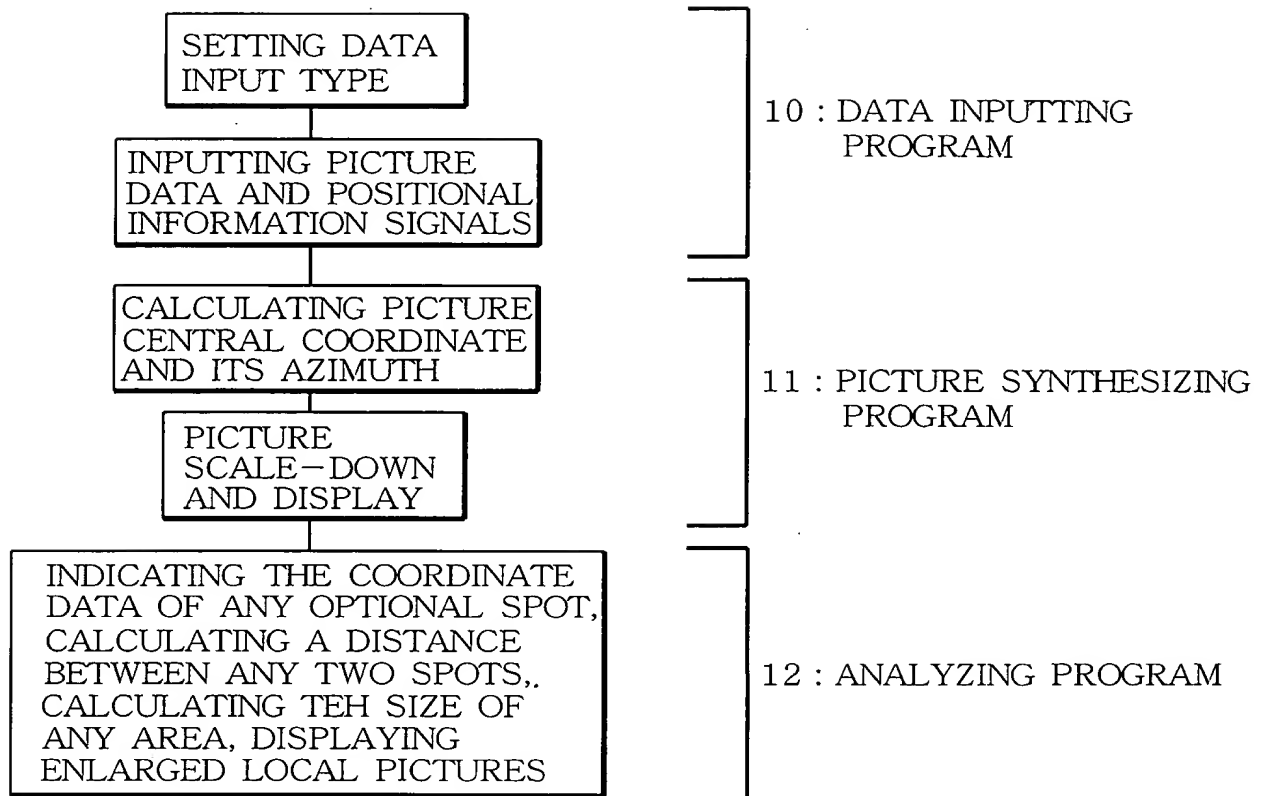 SETTING DATA
INPUT TYPE
INPUTTING PICTURE
DATA AND POSITIONAL
INFORMATION SIGNALS
10 : DATA INPUTTING
PROGRAM
CALCULATING PICTURE
CENTRAL COORDINATE
AND ITS AZIMUTH
PICTURE
SCALE-DOWN
AND DISPLAY
11 : PICTURE SYNTHESIZING
PROGRAM
INDICATING THE COORDINATE
DATA OF ANY OPTIONAL SPOT,
CALCULATING A DISTANCE
BETWEEN ANY TWO SPOTS,.
CALCULATING TEH SIZE OF
ANY AREA, DISPLAYING
ENLARGED LOCAL PICTURES
12 : ANALYZING PROGRAM